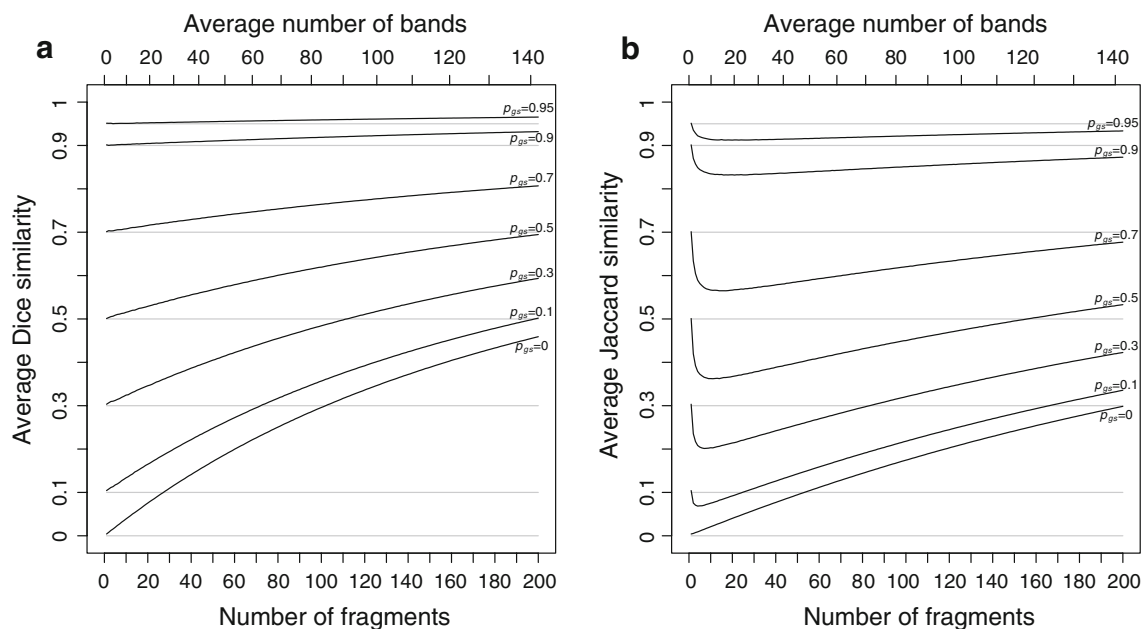 Average number of bands
a
0 20 40 60 80 100 120 140
Average Dice similarity
1
0.9
0.7
0.5
0.3
0.1
0
pgs=0.95
pgs=0.9
pgs=0.7
pgs=0.5
pgs=0.3
pgs=0.1
pgs=0
0 20 40 60 80 100 120 140 160 180 200
Number of fragments
Average number of bands
b
0 20 40 60 80 100 120 140
Average Jaccard similarity
1
0.9
0.7
0.5
0.3
0.1
0
pgs=0.95
pgs=0.9
pgs=0.7
pgs=0.5
pgs=0.3
pgs=0.1
pgs=0
0 20 40 60 80 100 120 140 160 180 200
Number of fragments